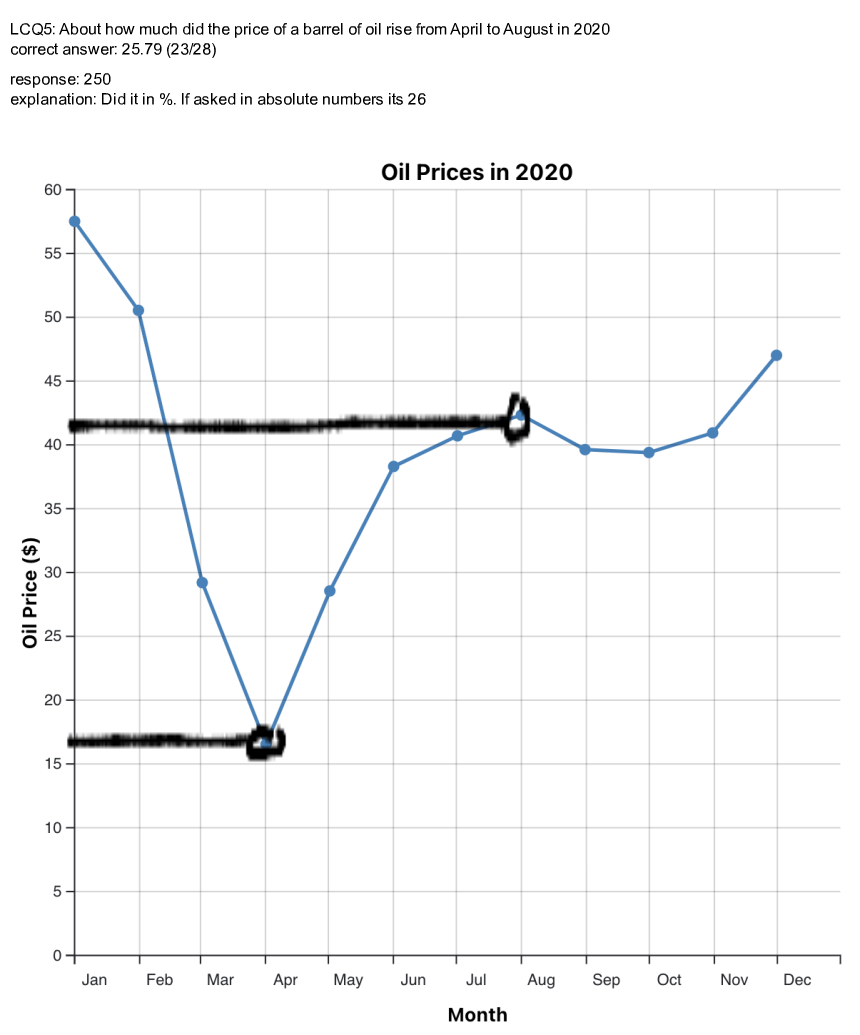 LCQ5: About how much did the price of a barrel of oil rise from April to August in 2020
correct answer: 25.79 (23/28)
response: 250
explanation: Did it in %. If asked in absolute numbers its 26
Oil Prices in 2020
60
55
50
45
40
35
30
25
20
15
10
5
0
Oil Price ($)
Jan Feb Mar Apr May Jun Jul Aug Sep Oct Nov Dec
Month